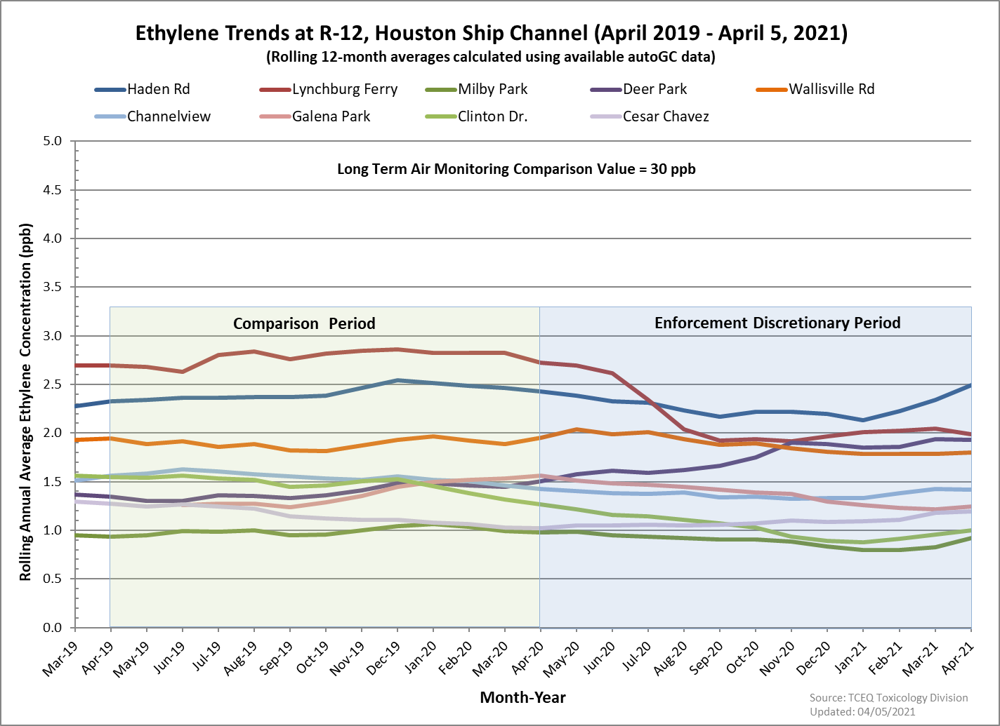 Ethylene Trends at R-12, Houston Ship Channel (April 2019 - April 5, 2021)
(Rolling 12-month averages calculated using available autoGC data)
Haden Rd
Lynchburg Ferry
Milby Park
Deer Park
Wallisville Rd
Channelview
Galena Park
Clinton Dr.
Cesar Chavez
Rolling Annual Average Ethylene Concentration (ppb)
5.0
4.5
4.0
3.5
3.0
2.5
2.0
1.5
1.0
0.5
0.0
Long Term Air Monitoring Comparison Value = 30 ppb
Comparison Period
Enforcement Discretionary Period
Mar-19
Apr-19
May-19
Jun-19
Jul-19
Aug-19
Sep-19
Oct-19
Nov-19
Dec-19
Jan-20
Feb-20
Mar-20
Apr-20
May-20
Jun-20
Jul-20
Aug-20
Sep-20
Oct-20
Nov-20
Dec-20
Jan-21
Feb-21
Mar-21
Apr-21
Month-Year
Source: TCEQ Toxicology Division
Updated: 04/05/2021